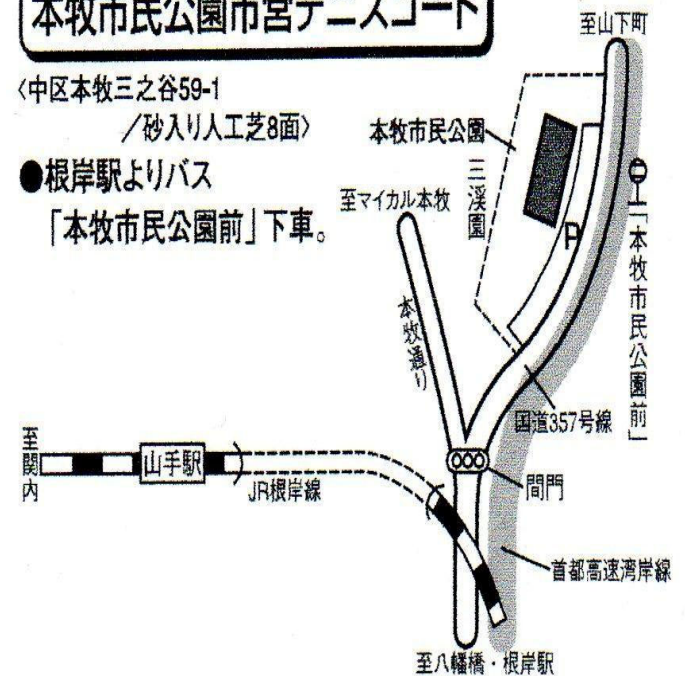 本牧市民公園市営テニスコート
〈中区本牧三之谷59-1
／砂入り人工芝8面〉
●根岸駅よりバス
「本牧市民公園前」下車。
至山下町
本牧市民公園
三溪園
至マイカル本牧
P
「本牧市民公園前」
本牧通り
国道357号線
至関内
山手駅
JR根岸線
間門
首都高速湾岸線
至八幡橋・根岸駅